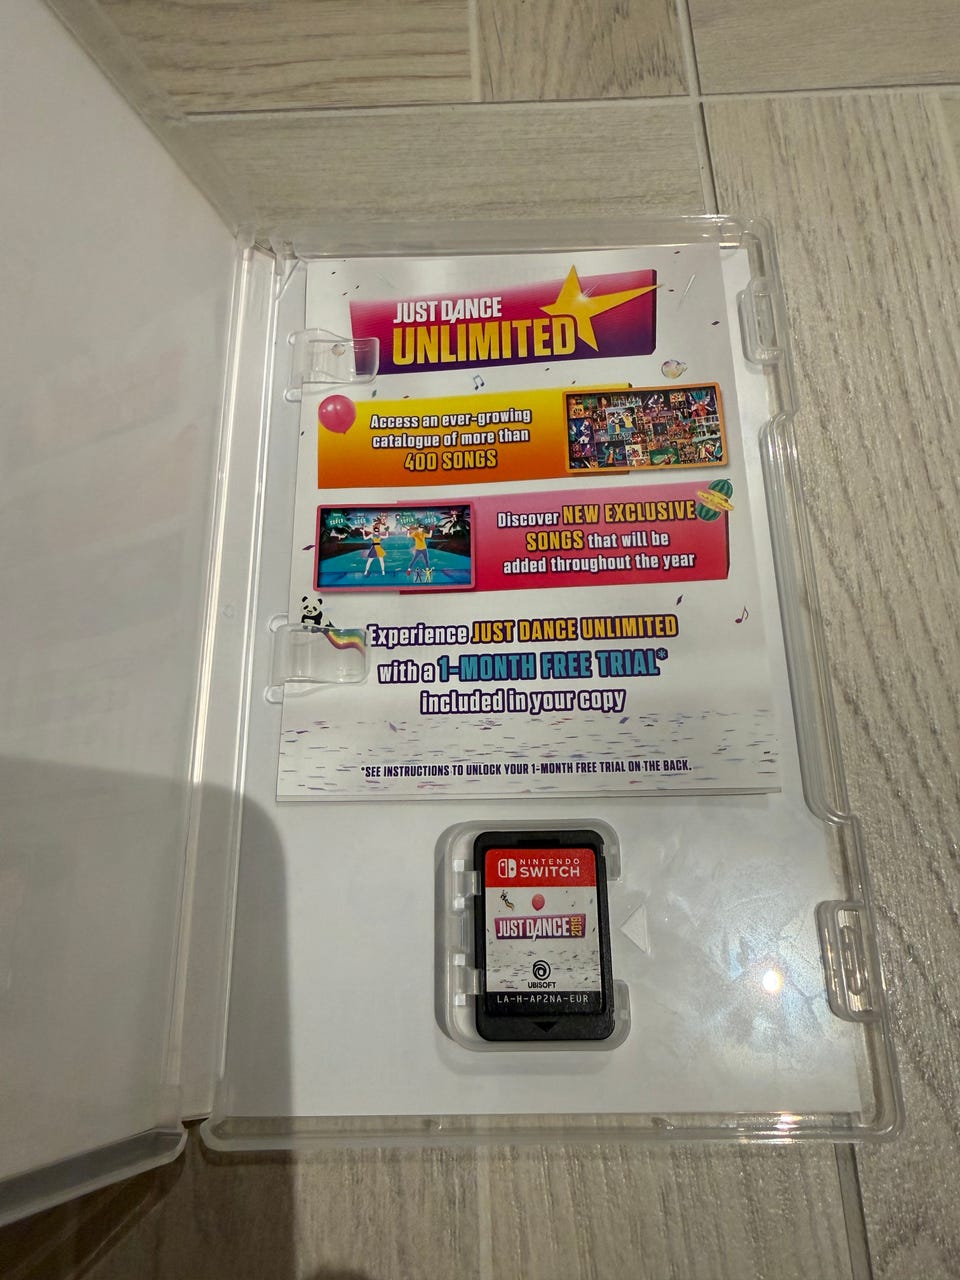 JUST DANCE
UNLIMITED
Access an ever-growing
catalogue of more than
400 SONGS
Discover NEW EXCLUSIVE
SONGS that will be
added throughout the year
Experience JUST DANCE UNLIMITED
with a 1-MONTH FREE TRIAL*
included in your copy
*SEE INSTRUCTIONS TO UNLOCK YOUR 1-MONTH FREE TRIAL ON THE BACK.
NINTENDO
SWITCH
JUST DANCE 2019
UBISOFT
LA-H-AP2NA-EUR